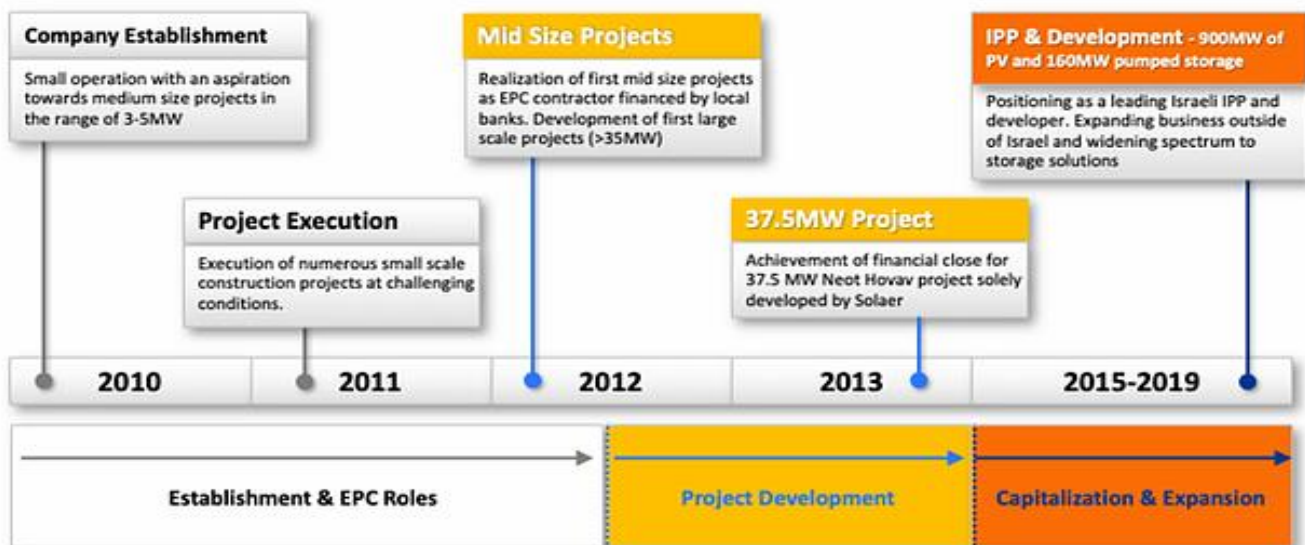 Company Establishment
Small operation with an aspiration
towards medium size projects in
the range of 3-5MW
Project Execution
Execution of numerous small scale
construction projects at challenging
conditions.
Mid Size Projects
Realization of first mid size projects
as EPC contractor financed by local
banks. Development of first large
scale projects (>35MW)
37.5MW Project
Achievement of financial close for
37.5 MW Neot Hovav project solely
developed by Solaer
IPP & Development - 900MW of
PV and 160MW pumped storage
Positioning as a leading Israeli IPP and
developer. Expanding business outside
of Israel and widening spectrum to
storage solutions
2010
2011
2012
2013
2015-2019
Establishment & EPC Roles
Project Development
Capitalization & Expansion